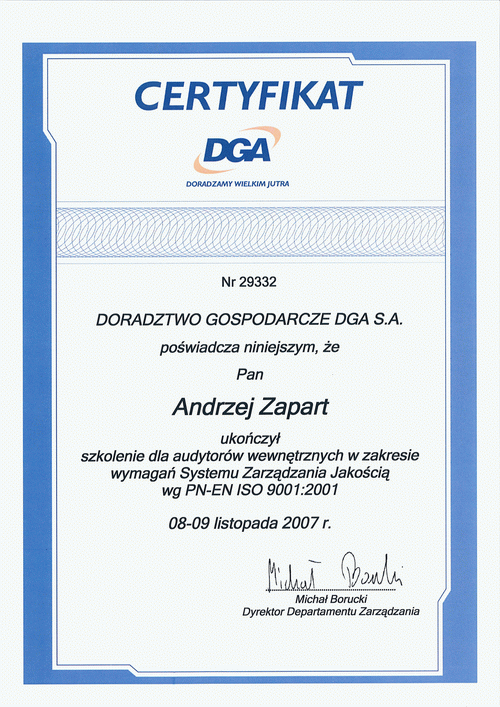 CERTYFIKAT
DGA
DORADZAMY WIELKIM JUTRA
Nr 29332
DORADZTWO GOSPODARCZE DGA S.A.
poświadcza niniejszym, że
Pan
Andrzej Zapart
ukończył
szkolenie dla audytorów wewnętrznych w zakresie
wymagań Systemu Zarządzania Jakością
wg PN-EN ISO 9001:2001
08-09 listopada 2007 r.
Michał Borucki
Michał Borucki
Dyrektor Departamentu Zarządzania